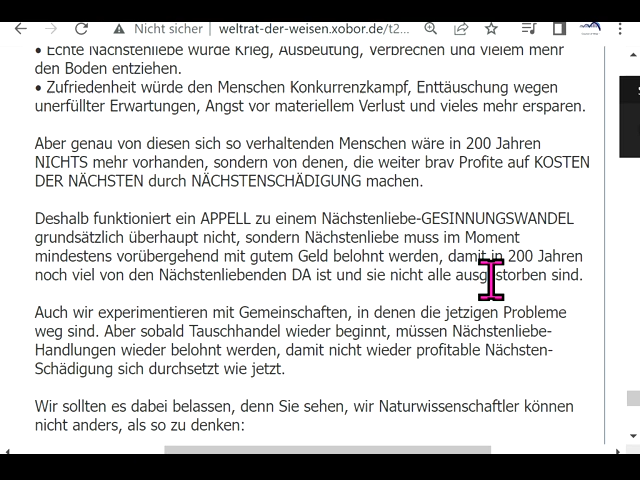 Nicht sicher | weltrat-der-weisen.xobor.de/t2...
• Echte Nächstenliebe würde Krieg, Ausbeutung, Verbrechen und vielem mehr
den Boden entziehen.
• Zufriedenheit würde den Menschen Konkurrenzkampf, Enttäuschung wegen
unerfüllter Erwartungen, Angst vor materiellem Verlust und vieles mehr ersparen.
Aber genau von diesen sich so verhaltenden Menschen wäre in 200 Jahren
NICHTS mehr vorhanden, sondern von denen, die weiter brav Profite auf KOSTEN
DER NÄCHSTEN durch NÄCHSTENSCHÄDIGUNG machen.
Deshalb funktioniert ein APPELL zu einem Nächstenliebe-GESINNUNGSWANDEL
grundsätzlich überhaupt nicht, sondern Nächstenliebe muss im Moment
mindestens vorübergehend mit gutem Geld belohnt werden, damit in 200 Jahren
noch viel von den Nächstenliebenden DA ist und sie nicht alle ausgestorben sind.
Auch wir experimentieren mit Gemeinschaften, in denen die jetzigen Probleme
weg sind. Aber sobald Tauschhandel wieder beginnt, müssen Nächstenliebe-
Handlungen wieder belohnt werden, damit nicht wieder profitable Nächsten-
Schädigung sich durchsetzt wie jetzt.
Wir sollten es dabei belassen, denn Sie sehen, wir Naturwissenschaftler können
nicht anders, als so zu denken: